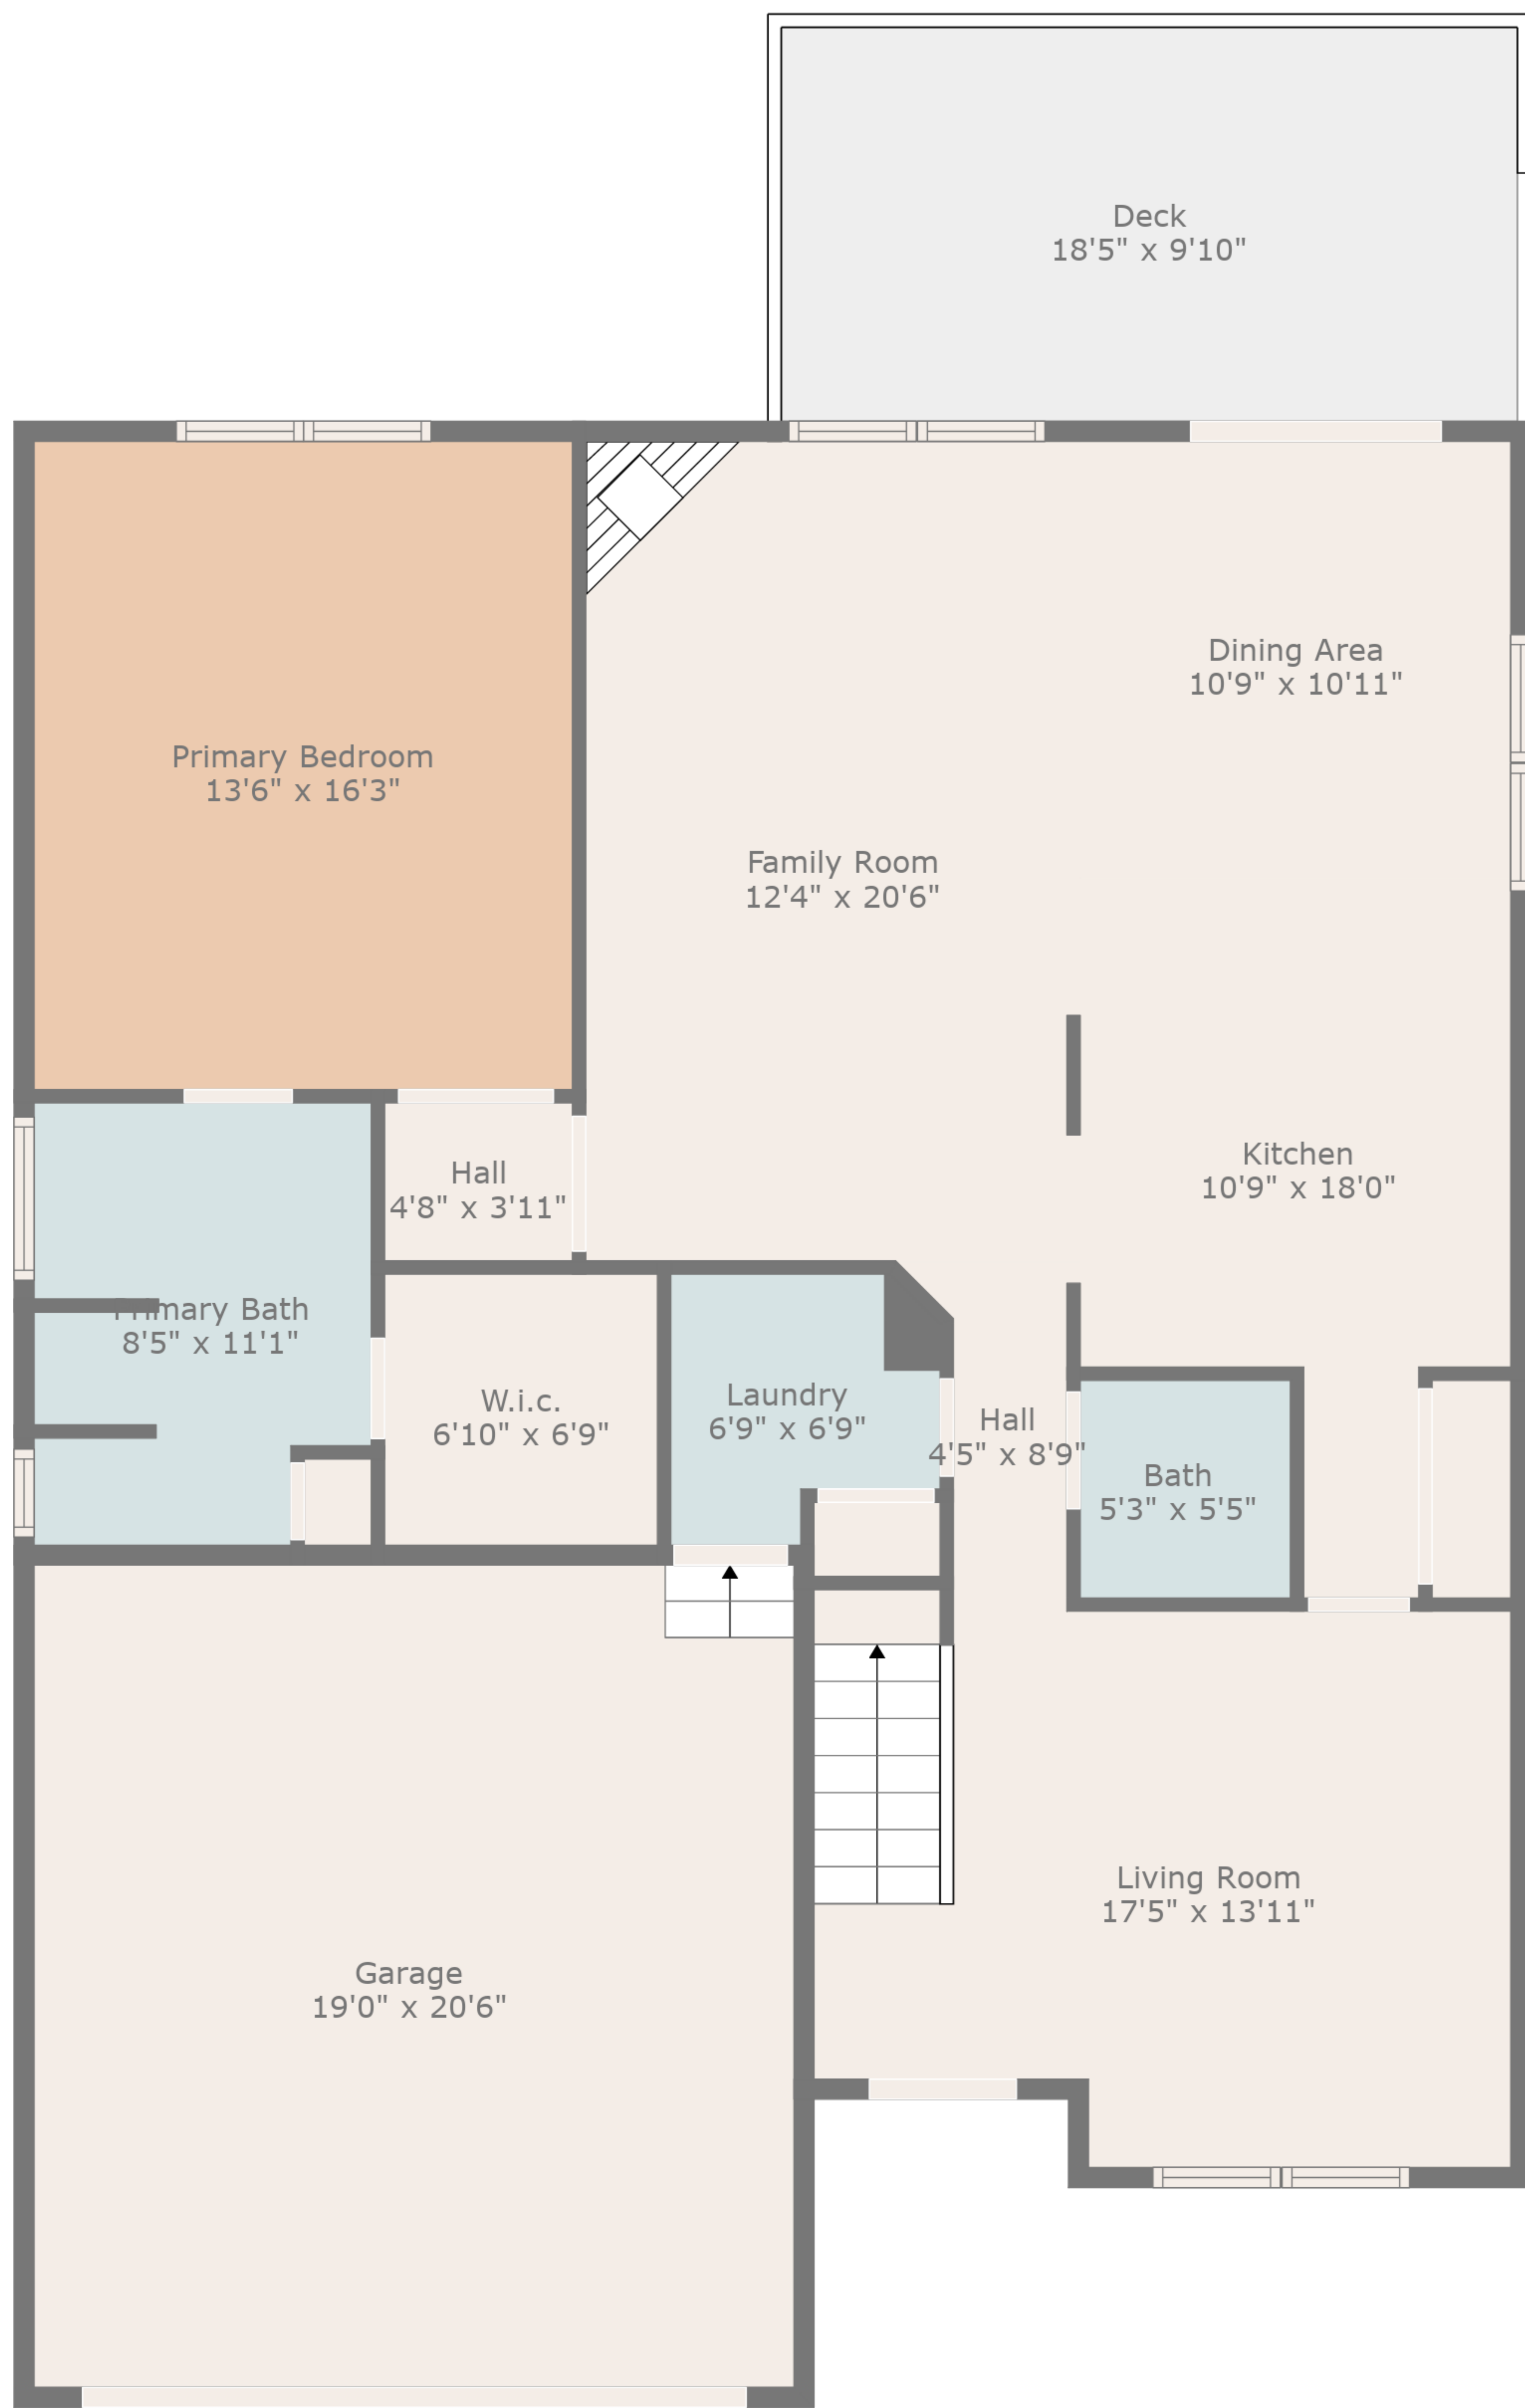 Deck
18'5" x 9'10"
Dining Area
10'9" x 10'11"
Primary Bedroom
13'6" x 16'3"
Family Room
12'4" x 20'6"
Kitchen
10'9" x 18'0"
Hall
4'8" x 3'11"
Primary Bath
8'5" x 11'1"
W.i.c.
6'10" x 6'9"
Laundry
6'9" x 6'9"
Hall
4'5" x 8'9"
Bath
5'3" x 5'5"
Living Room
17'5" x 13'11"
Garage
19'0" x 20'6"